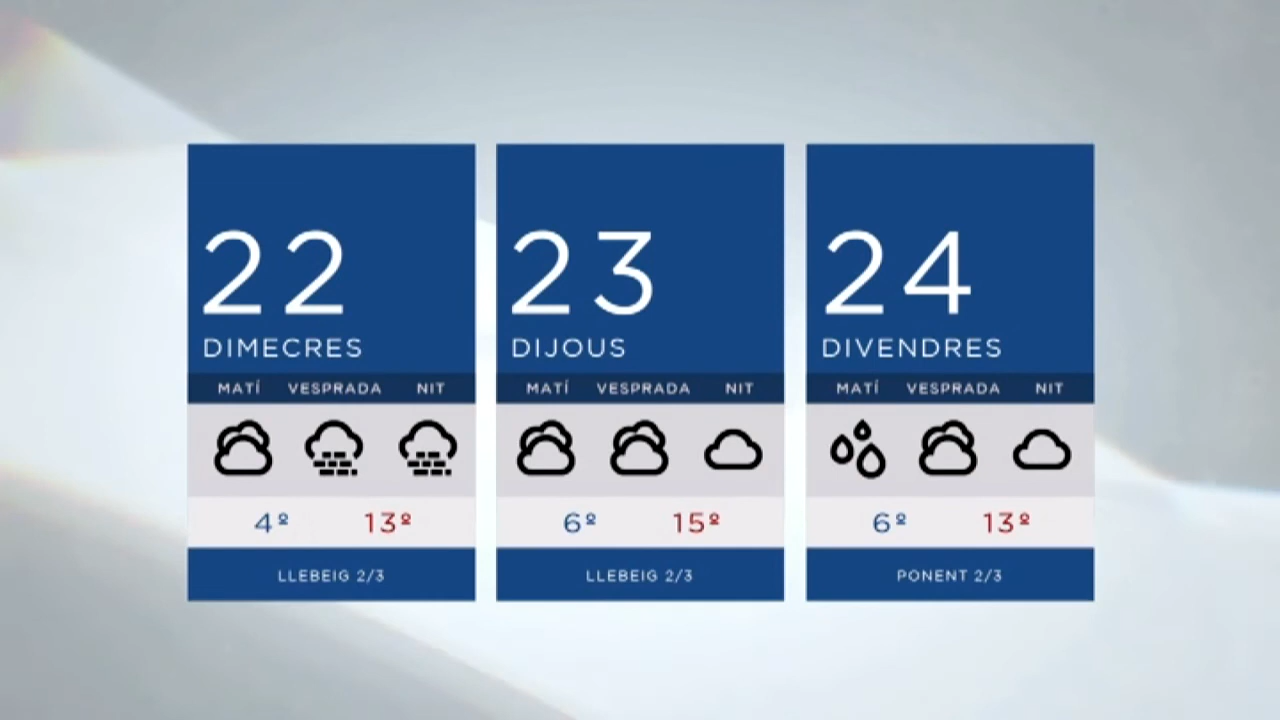 22
DIMECRES
MATÍ VESPRADA NIT
4º 13º
LLEBEIG 2/3
23
DIJOUS
MATÍ VESPRADA NIT
6º 15º
LLEBEIG 2/3
24
DIVENDRES
MATÍ VESPRADA NIT
6º 13º
PONENT 2/3